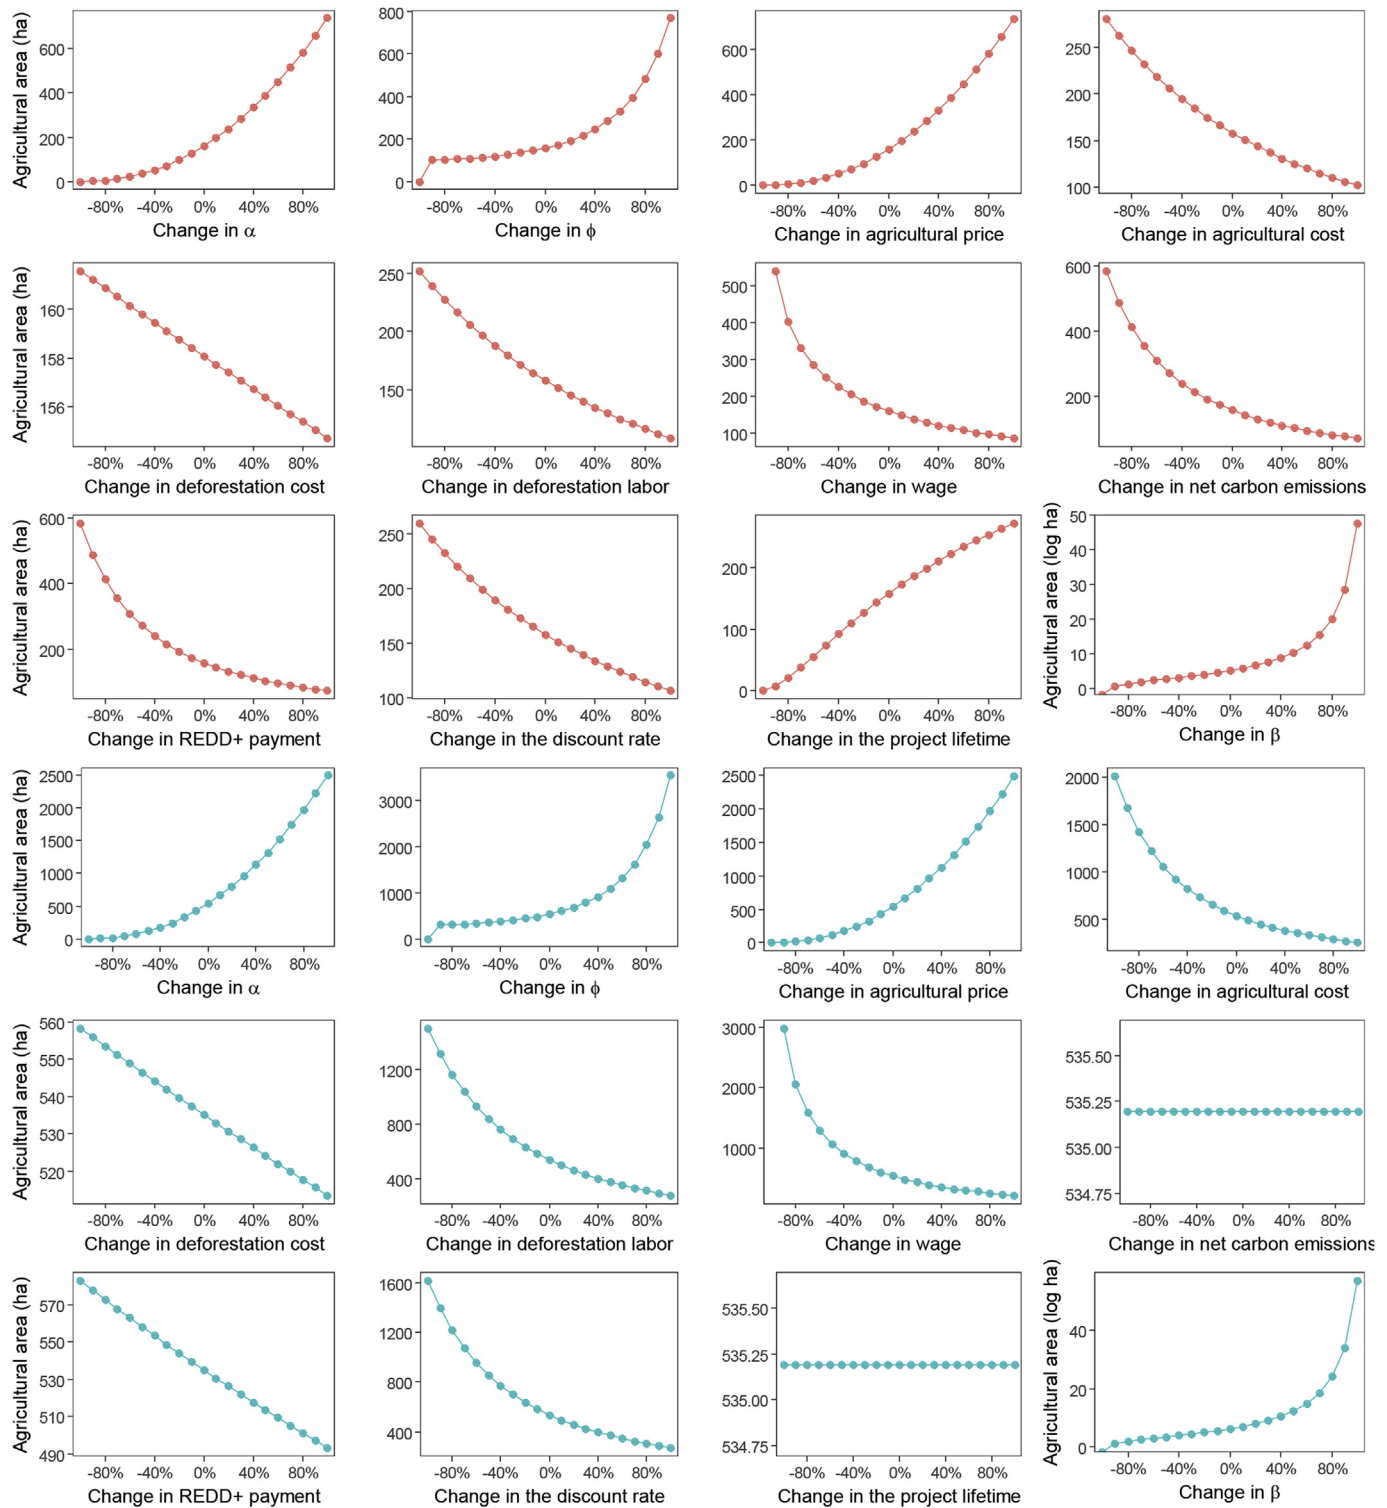 Agricultural area (ha)
600
400
200
0
-80% -40% 0% 40% 80%
Change in α
800
600
400
200
0
-80% -40% 0% 40% 80%
Change in ϕ
600
400
200
0
-80% -40% 0% 40% 80%
Change in agricultural price
250
200
150
100
-80% -40% 0% 40% 80%
Change in agricultural cost
Agricultural area (ha)
160
158
156
-80% -40% 0% 40% 80%
Change in deforestation cost
250
200
150
-80% -40% 0% 40% 80%
Change in deforestation labor
500
400
300
200
100
-80% -40% 0% 40% 80%
Change in wage
600
400
200
-80% -40% 0% 40% 80%
Change in net carbon emissions
Agricultural area (ha)
600
400
200
-80% -40% 0% 40% 80%
Change in REDD+ payment
250
200
150
100
-80% -40% 0% 40% 80%
Change in the discount rate
200
100
0
-80% -40% 0% 40% 80%
Change in the project lifetime
Agricultural area (log ha)
50
40
30
20
10
0
-80% -40% 0% 40% 80%
Change in β
Agricultural area (ha)
2500
2000
1500
1000
500
0
-80% -40% 0% 40% 80%
Change in α
3000
2000
1000
0
-80% -40% 0% 40% 80%
Change in ϕ
2500
2000
1500
1000
500
0
-80% -40% 0% 40% 80%
Change in agricultural price
2000
1500
1000
500
-80% -40% 0% 40% 80%
Change in agricultural cost
Agricultural area (ha)
560
550
540
530
520
-80% -40% 0% 40% 80%
Change in deforestation cost
1200
800
400
-80% -40% 0% 40% 80%
Change in deforestation labor
3000
2000
1000
-80% -40% 0% 40% 80%
Change in wage
535.50
535.25
535.00
534.75
-80% -40% 0% 40% 80%
Change in net carbon emissions
Agricultural area (ha)
570
550
530
510
490
-80% -40% 0% 40% 80%
Change in REDD+ payment
1600
1200
800
400
-80% -40% 0% 40% 80%
Change in the discount rate
535.50
535.25
535.00
534.75
-80% -40% 0% 40% 80%
Change in the project lifetime
Agricultural area (log ha)
40
20
0
-80% -40% 0% 40% 80%
Change in β